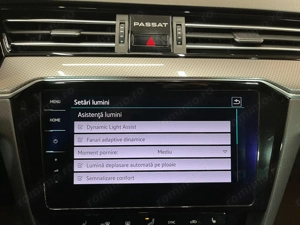 PASSAT
MENU
Setări lumini
HOME
Asistenţă lumini
Dynamic Light Assist
Faruri adaptive dinamice
Moment pornire: Mediu
Lumină deplasare automată pe ploaie
Semnalizare confort